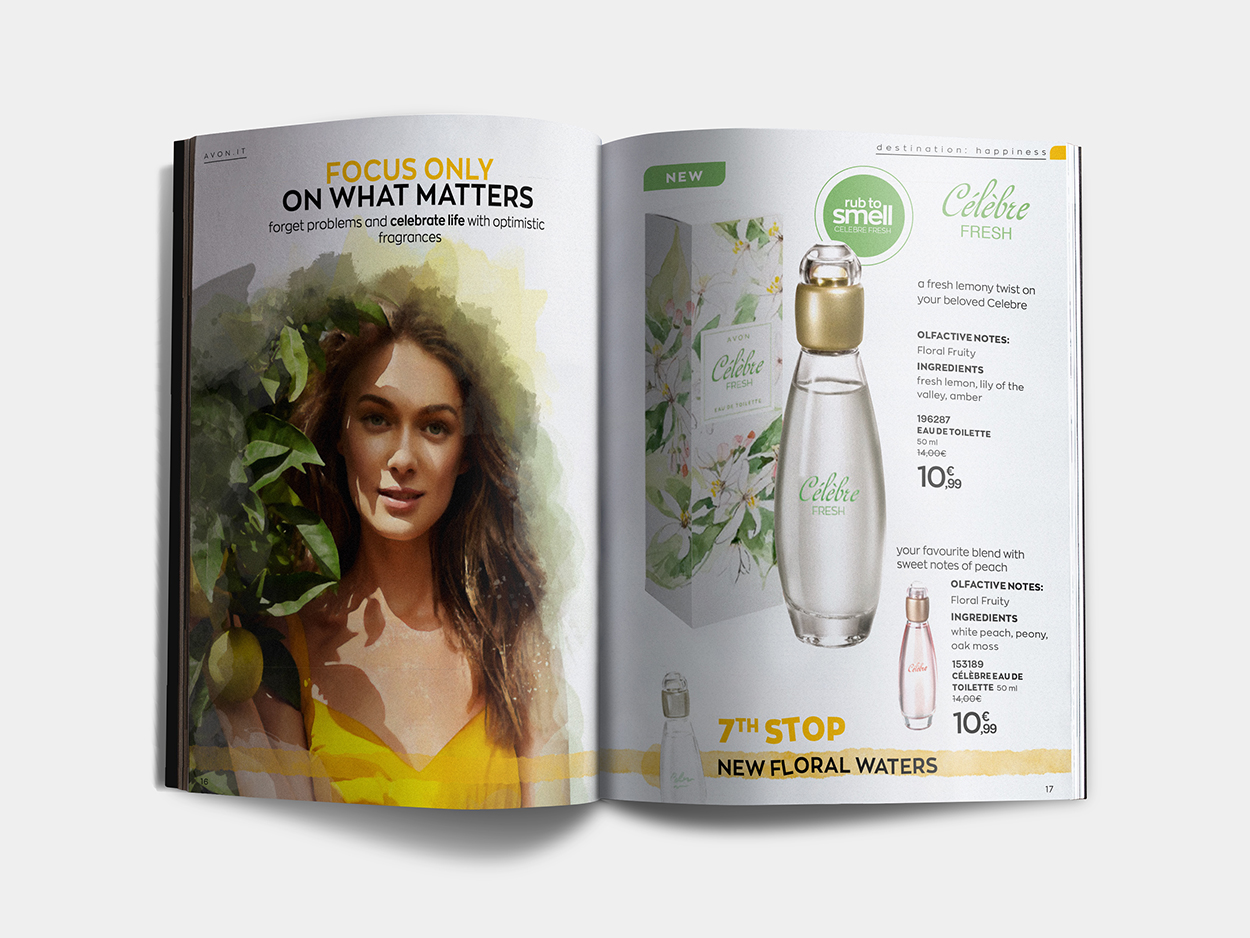 AVON.IT
FOCUS ONLY
ON WHAT MATTERS
forget problems and celebrate life with optimistic
fragrances
16
destination: happiness
NEW
rub to
smell
CELEBRE FRESH
Célèbre
FRESH
a fresh lemony twist on
your beloved Celebre
OLFACTIVE NOTES:
Floral Fruity
INGREDIENTS
fresh lemon, lily of the
valley, amber
196287
EAU DE TOILETTE
50 ml
14,00€
10,99€
AVON
Célèbre
FRESH
EAU DE TOILETTE
Célèbre
FRESH
your favourite blend with
sweet notes of peach
OLFACTIVE NOTES:
Floral Fruity
INGREDIENTS
white peach, peony,
oak moss
153189
CÉLÈBRE EAU DE
TOILETTE 50 ml
14,00€
10,99€
Célèbre
7TH STOP
NEW FLORAL WATERS
17